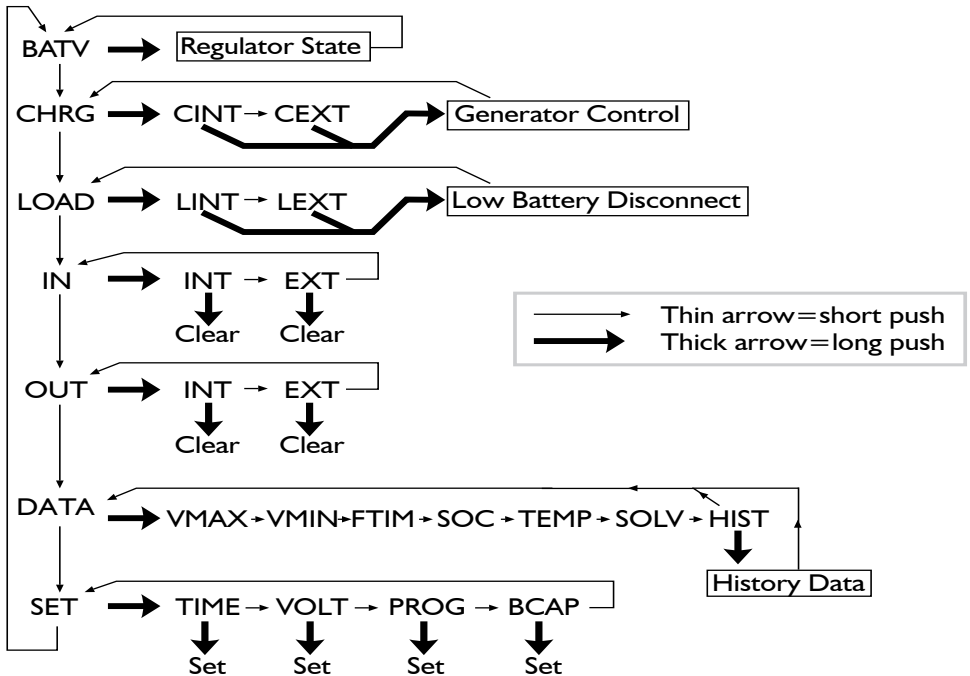 BATV Regulator State
CHRG CINT CEXT Generator Control
LOAD LINT LEXT Low Battery Disconnect
IN INT EXT
Clear Clear
Thin arrow=short push
Thick arrow=long push
OUT INT EXT
Clear Clear
DATA
VMAX VMIN FTIM SOC TEMP SOLV HIST
History Data
SET TIME VOLT PROG BCAP
Set Set Set Set